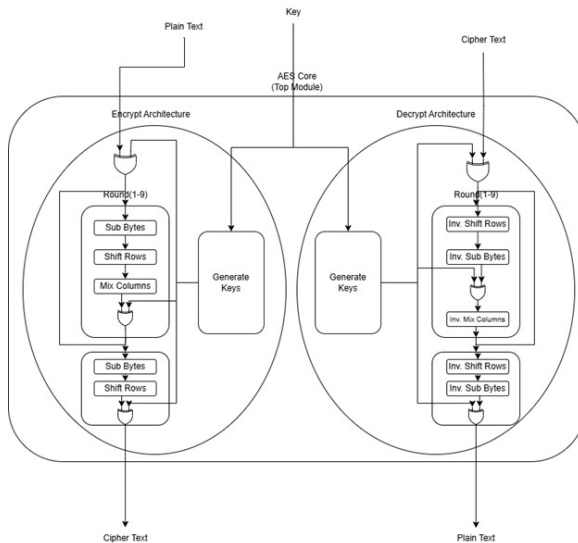 Key
Plain Text
Cipher Text
AES Core
(Top Module)
Encrypt Architecture
Decrypt Architecture
Round(1-9)
Sub Bytes
Shift Rows
Mix Columns
Generate
Keys
Sub Bytes
Shift Rows
Cipher Text
Generate
Keys
Round(1-9)
Inv. Shift Rows
Inv. Sub Bytes
Inv. Mix Columns
Inv. Shift Rows
Inv. Sub Bytes
Plain Text